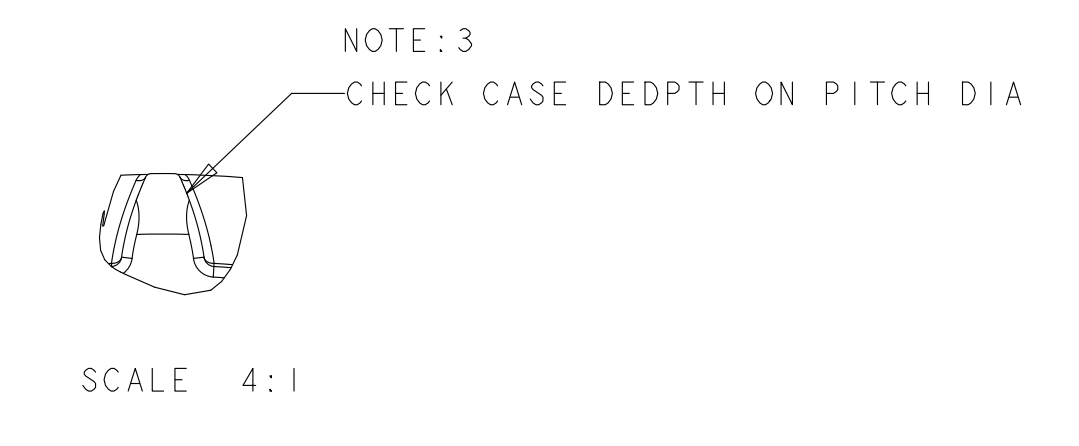 NOTE:3
CHECK CASE DEDPTH ON PITCH DIA
SCALE 4:1